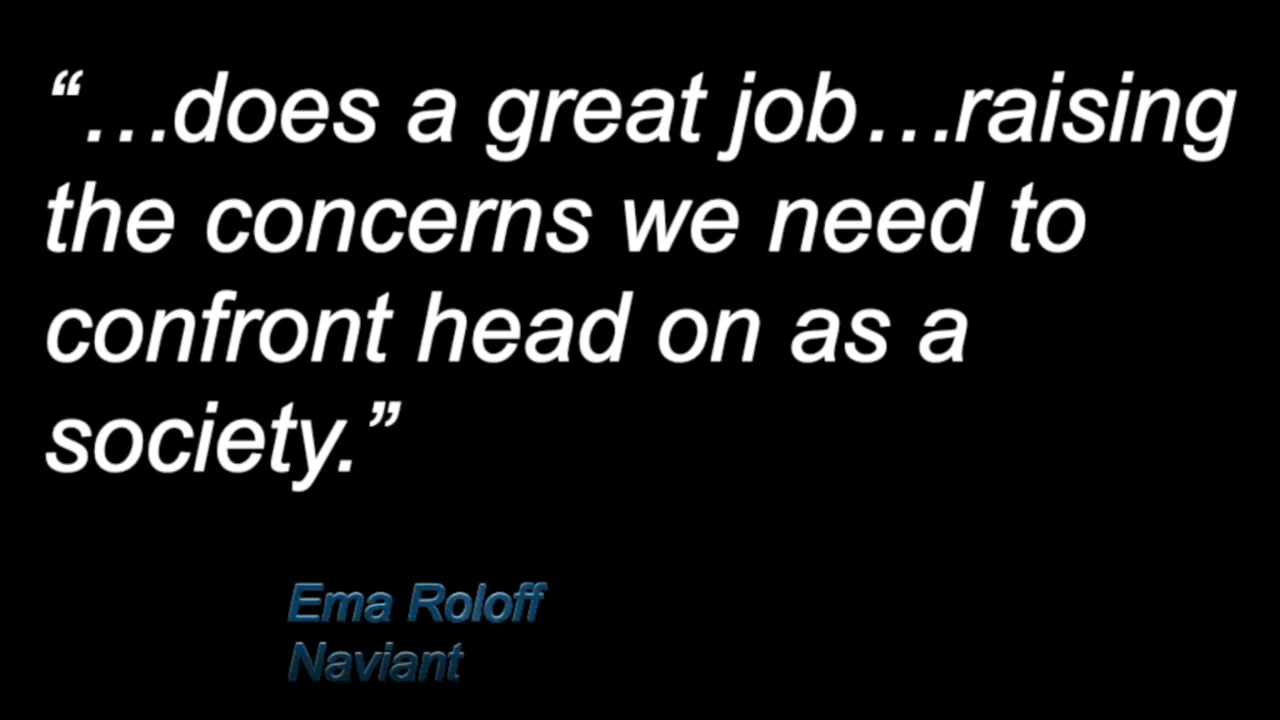 “…does a great job…raising
the concerns we need to
confront head on as a
society.”
Ema Roloff
Naviant